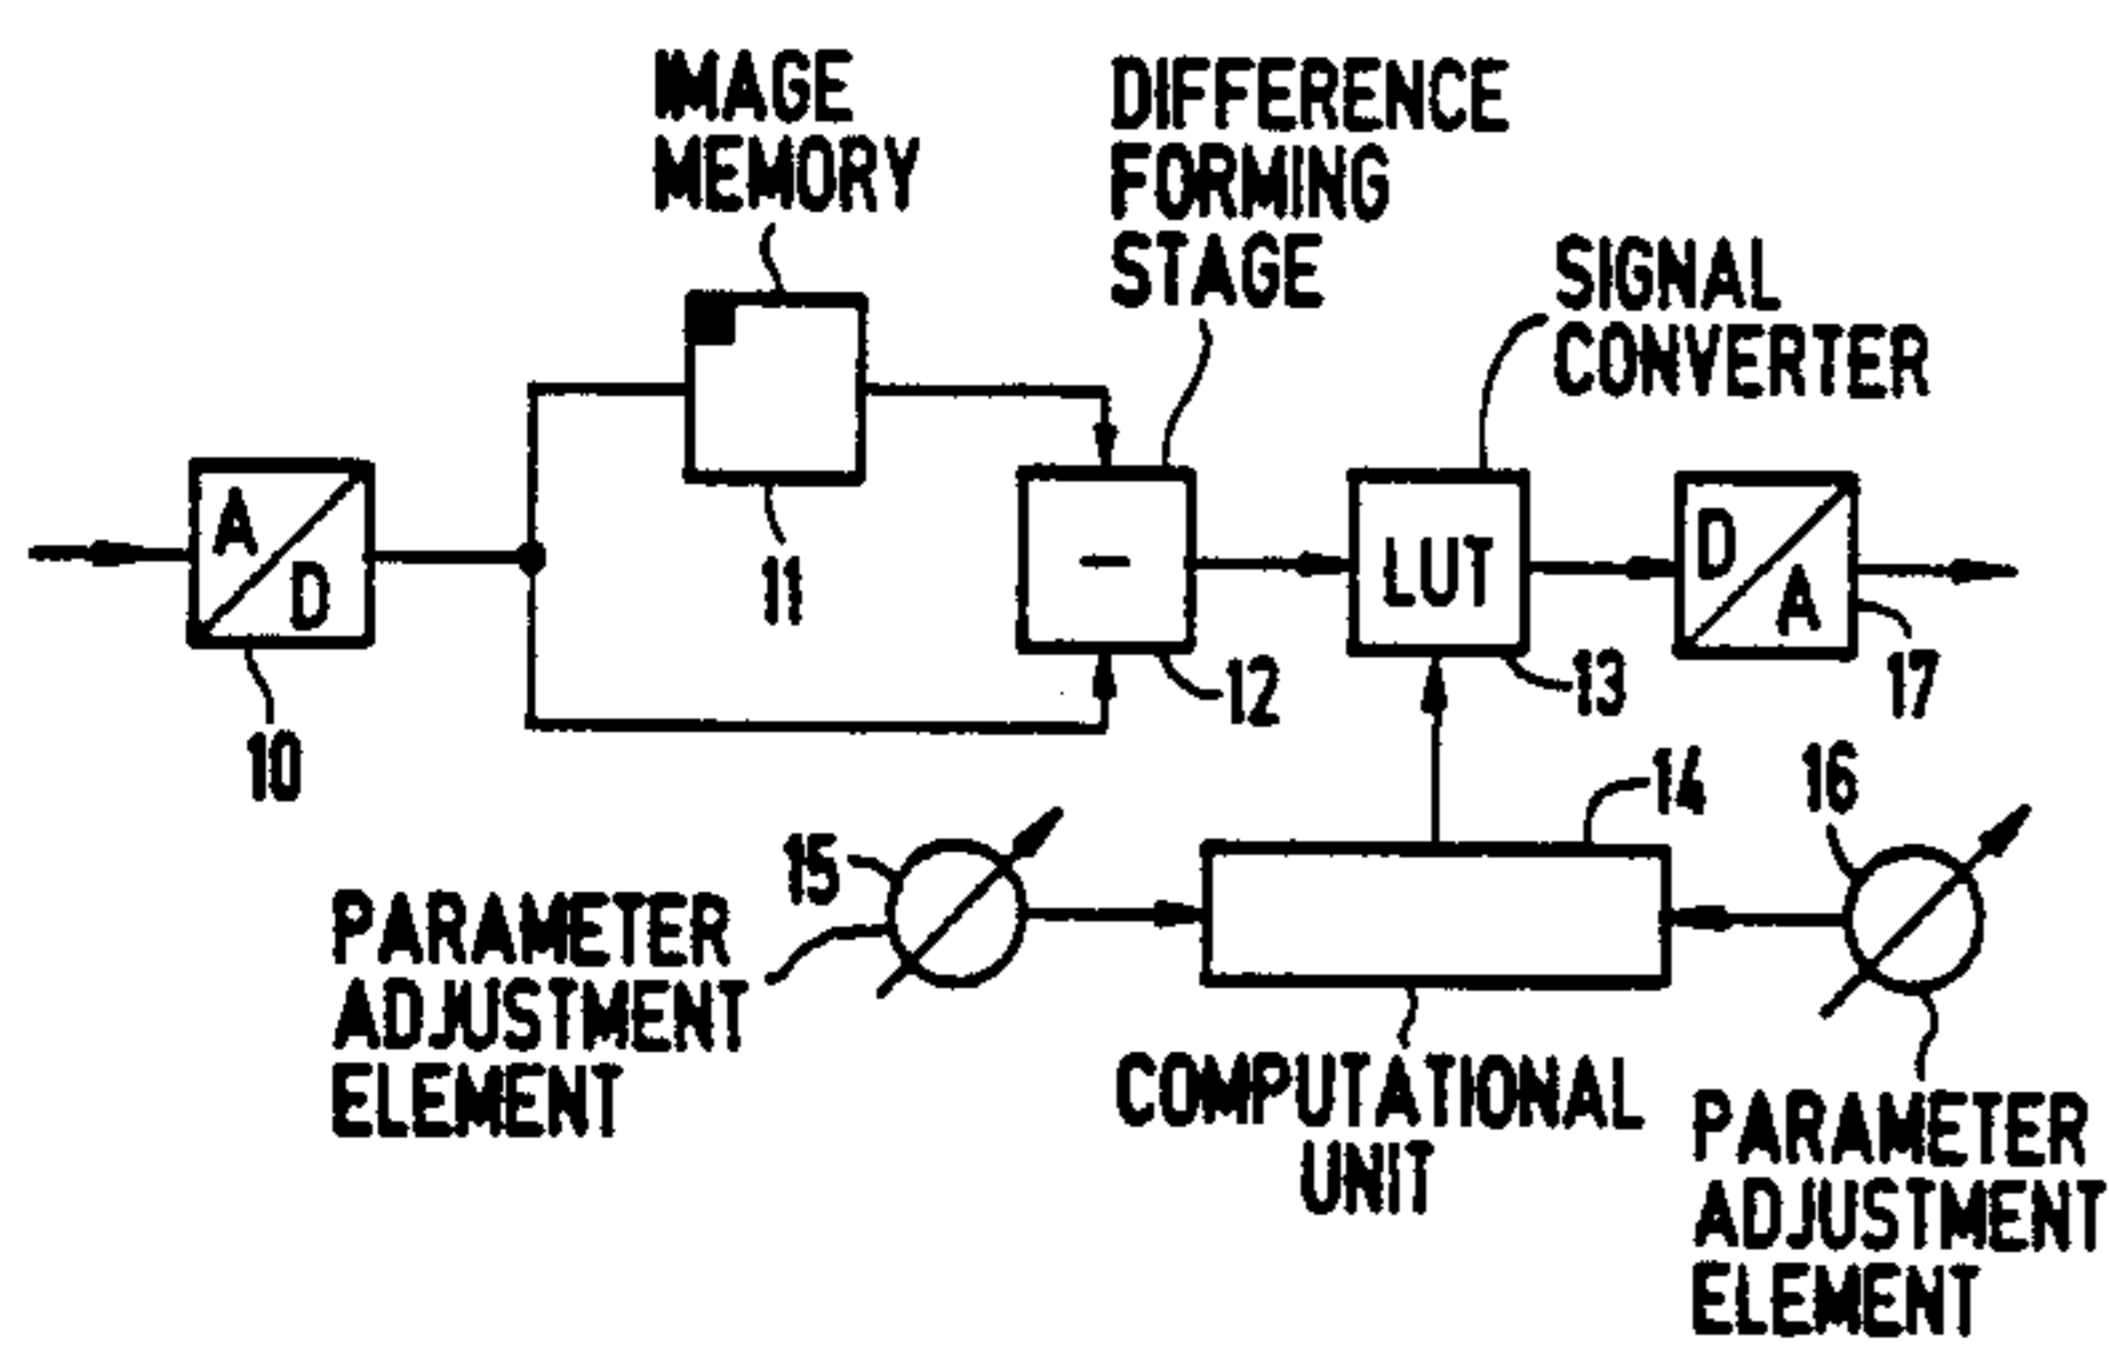 IMAGE
MEMORY
DIFFERENCE
FORMING
STAGE
SIGNAL
CONVERTER
A
D
10
11
–
12
LUT
13
D
A
17
14
15
16
PARAMETER
ADJUSTMENT
ELEMENT
COMPUTATIONAL
UNIT
PARAMETER
ADJUSTMENT
ELEMENT